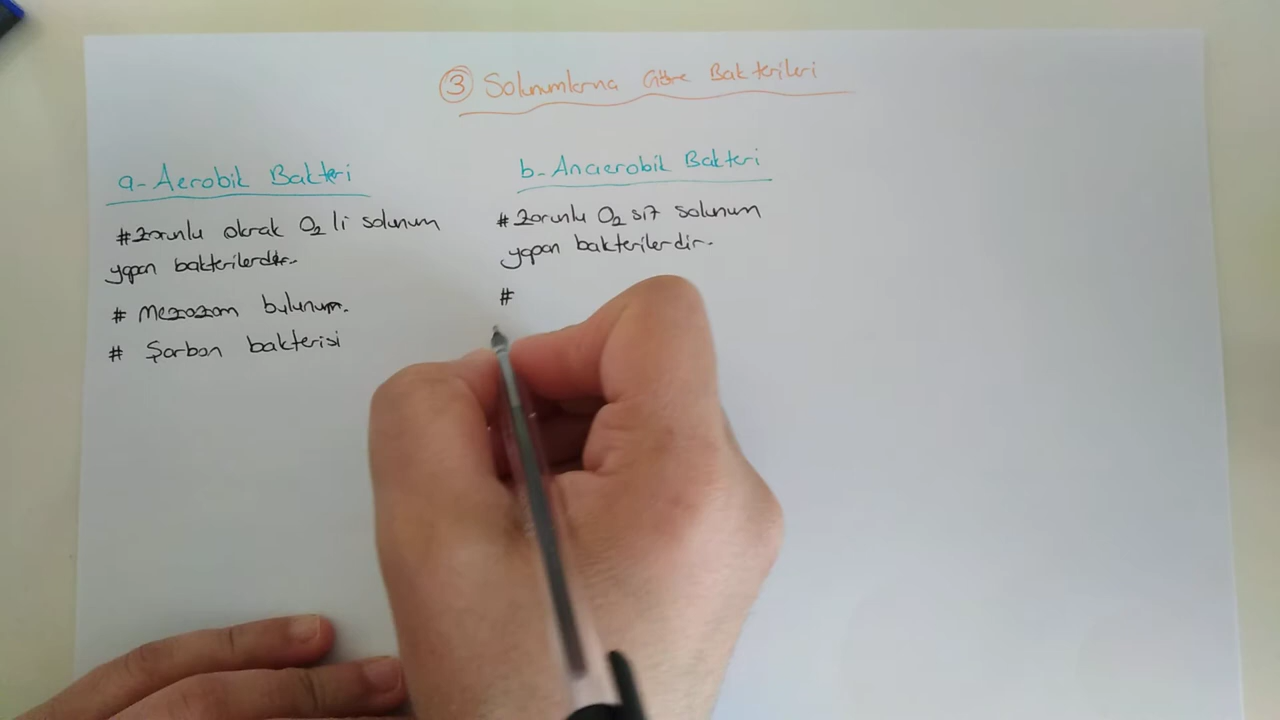 ③ Solunumlarına Göre Bakterileri
a- Aerobik Bakteri
#Zorunlu olarak O₂ li solunum
yapan bakterilerdir.
# Mezozom bulunur.
# Şarbon bakterisi
b- Anaerobik Bakteri
#Zorunlu O₂ siz solunum
yapan bakterilerdir.
#